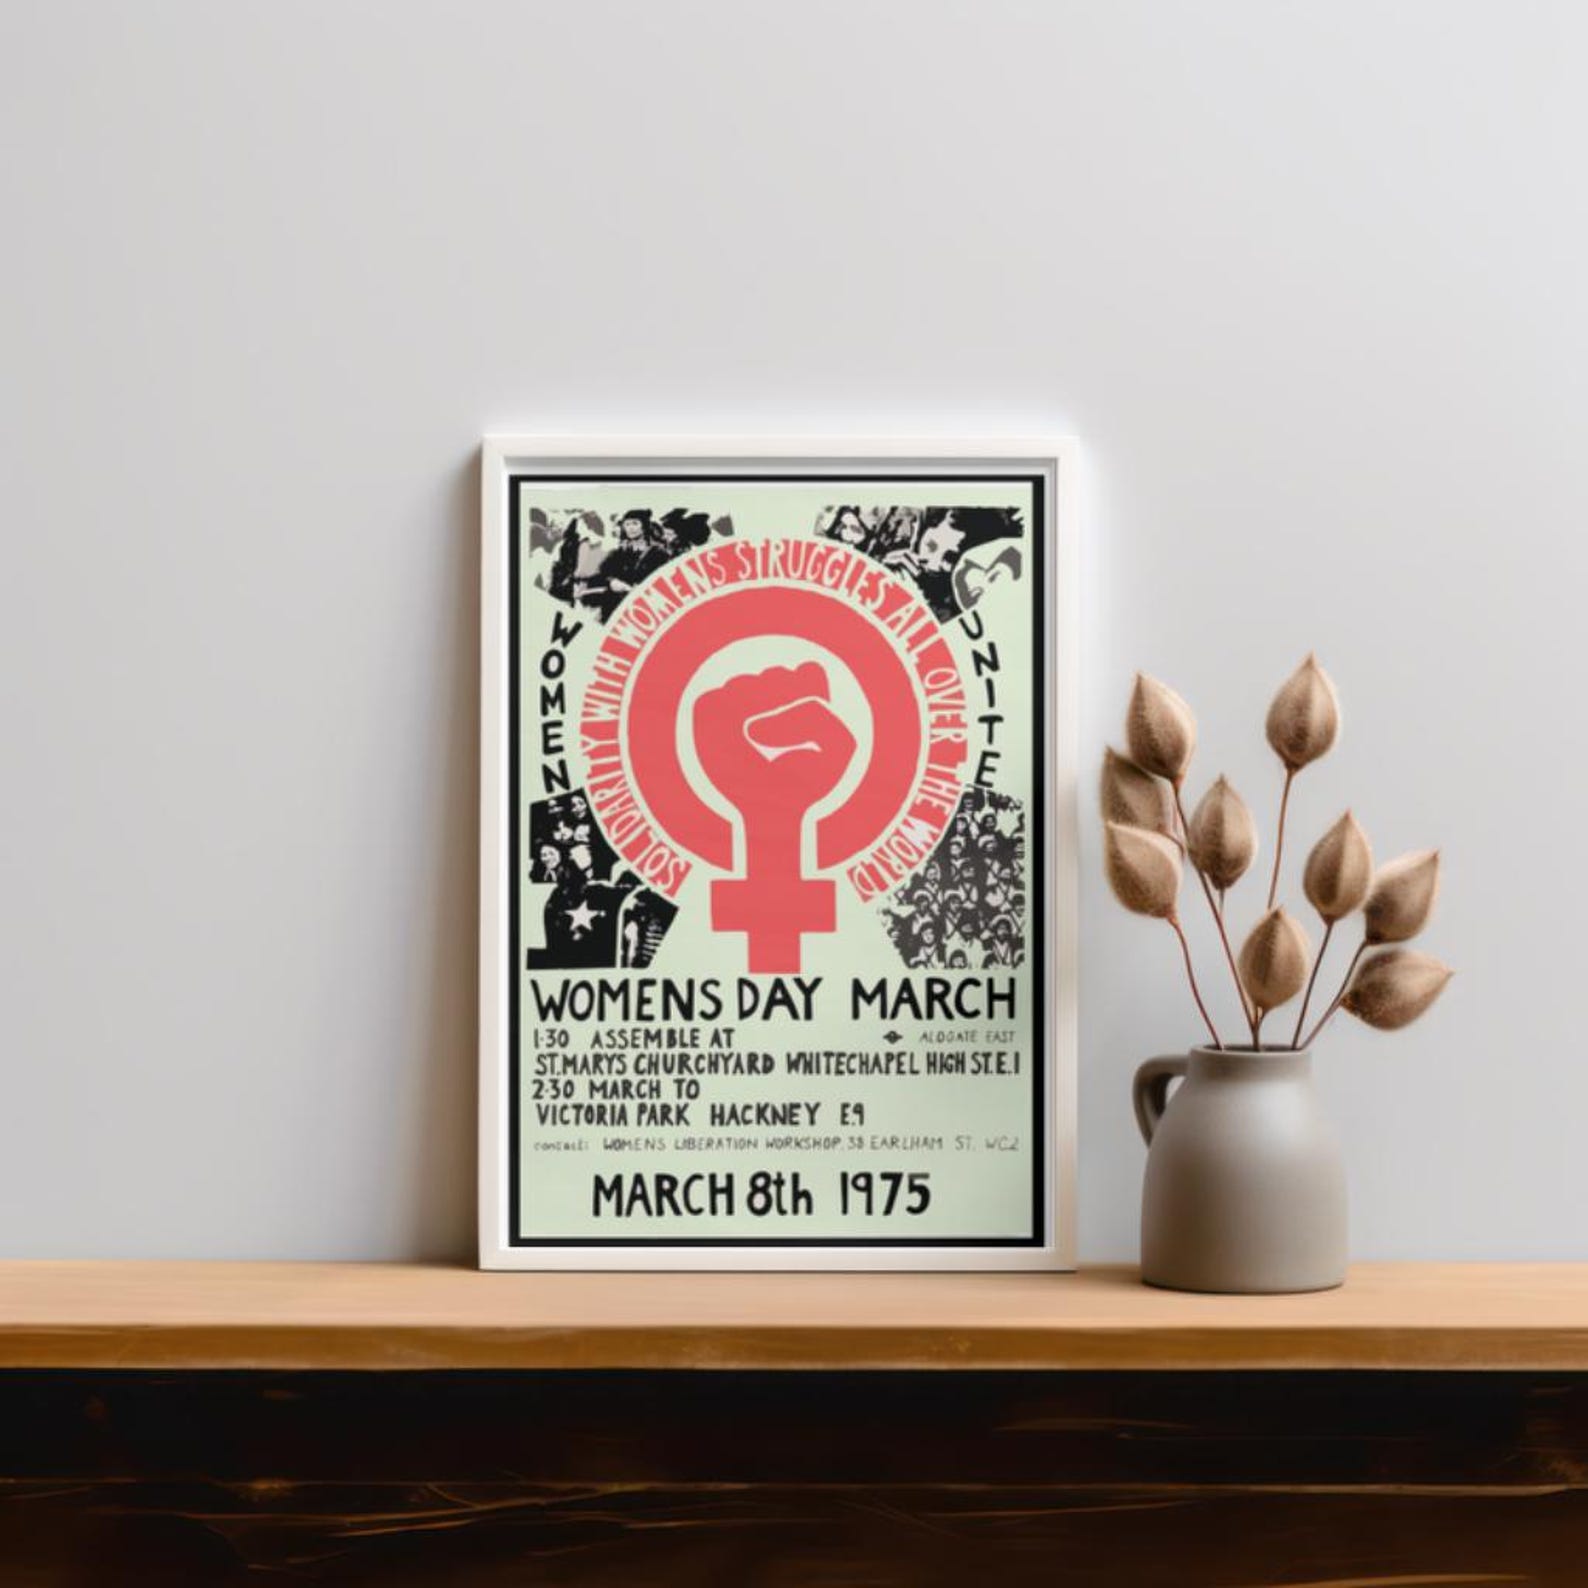 SOLIDARITY WITH WOMENS STRUGGLES ALL OVER THE WORLD
WOMEN
UNITE
WOMENS DAY MARCH
1·30 ASSEMBLE AT
ALDGATE EAST
ST.MARYS CHURCHYARD WHITECHAPEL HIGH ST.E.1
2·30 MARCH TO
VICTORIA PARK HACKNEY E.9
contact: WOMENS LIBERATION WORKSHOP, 38 EARLHAM ST. WC2
MARCH 8th 1975